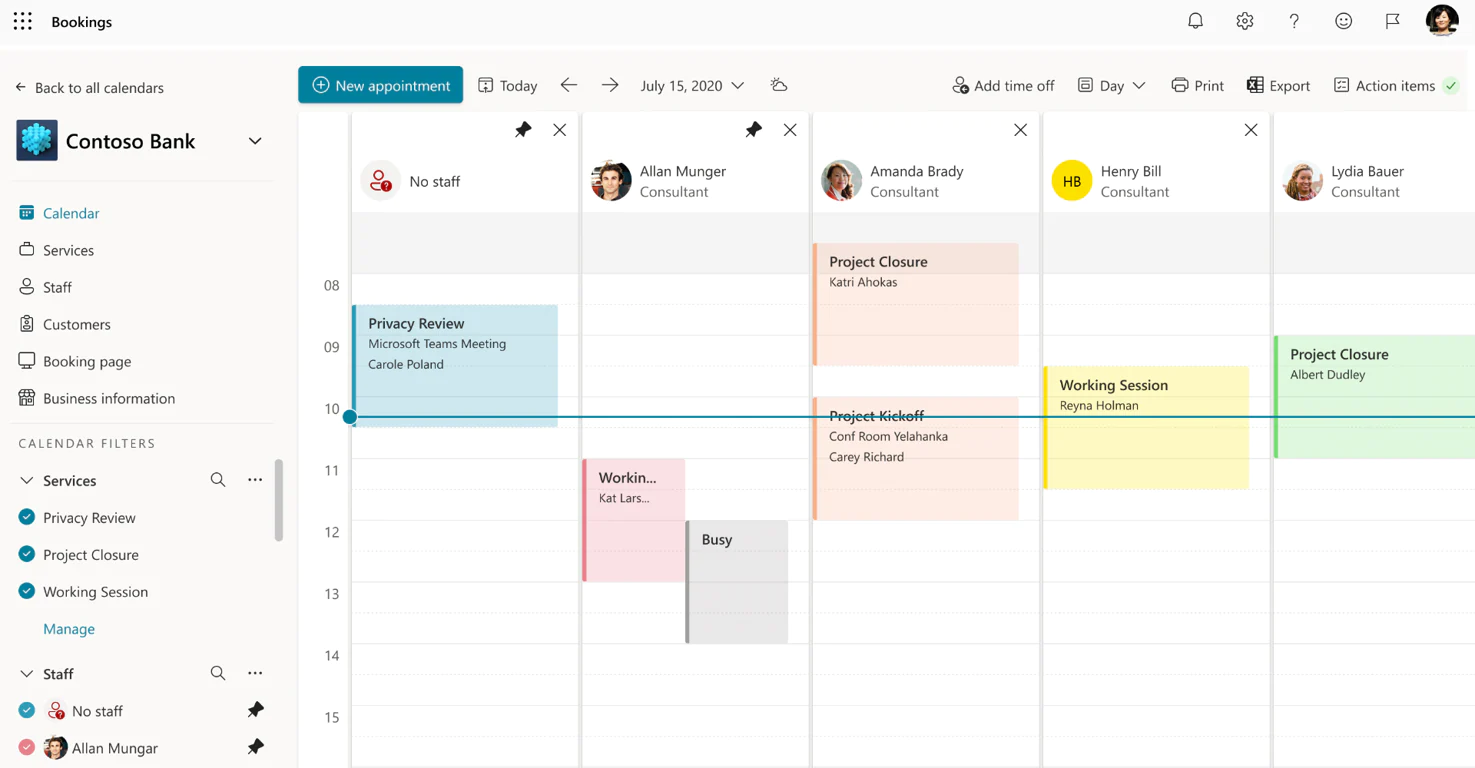 Bookings
Back to all calendars
Contoso Bank
Calendar
Services
Staff
Customers
Booking page
Business information
CALENDAR FILTERS
Services
Privacy Review
Project Closure
Working Session
Manage
Staff
No staff
Allan Mungar
New appointment
Today
July 15, 2020
Add time off
Day
Print
Export
Action items
No staff
Allan Munger
Consultant
Amanda Brady
Consultant
HB
Henry Bill
Consultant
Lydia Bauer
Consultant
08
09
10
11
12
13
14
15
Privacy Review
Microsoft Teams Meeting
Carole Poland
Workin...
Kat Lars...
Busy
Project Closure
Katri Ahokas
Project Kickoff
Conf Room Yelahanka
Carey Richard
Working Session
Reyna Holman
Project Closure
Albert Dudley